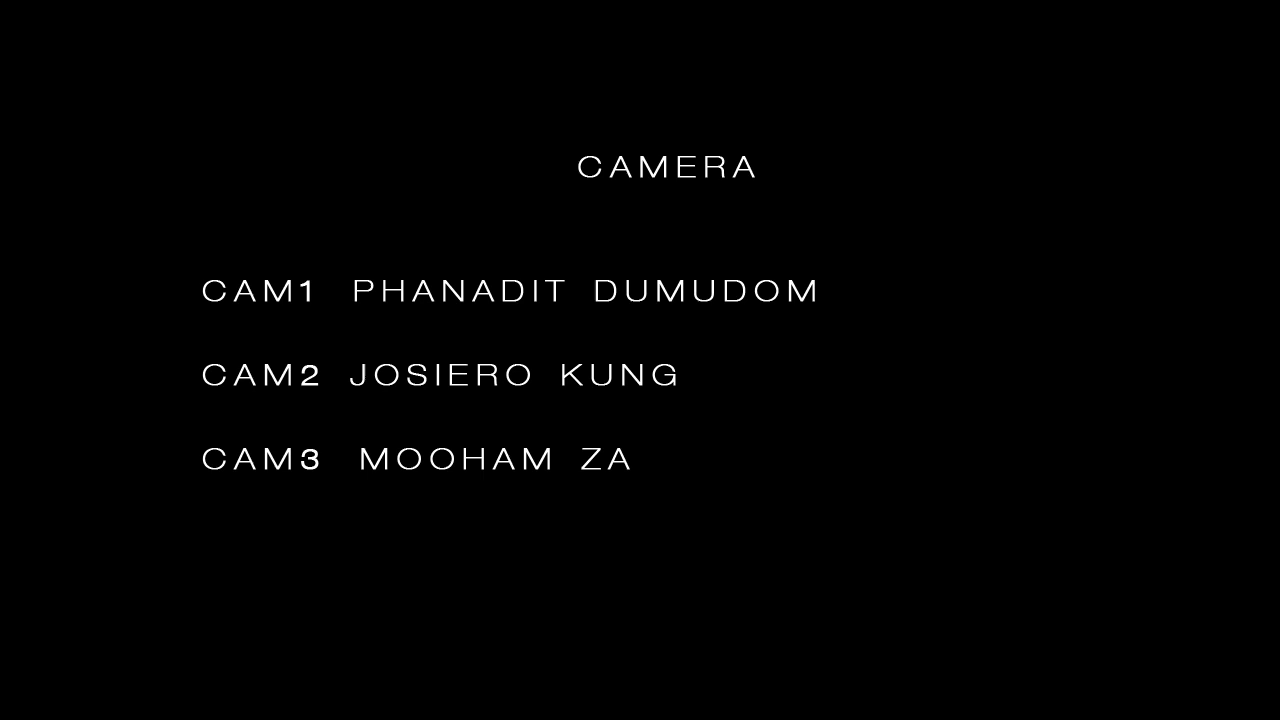 CAMERA
CAM1 PHANADIT DUMUDOM
CAM2 JOSIERO KUNG
CAM3 MOOHAM ZA